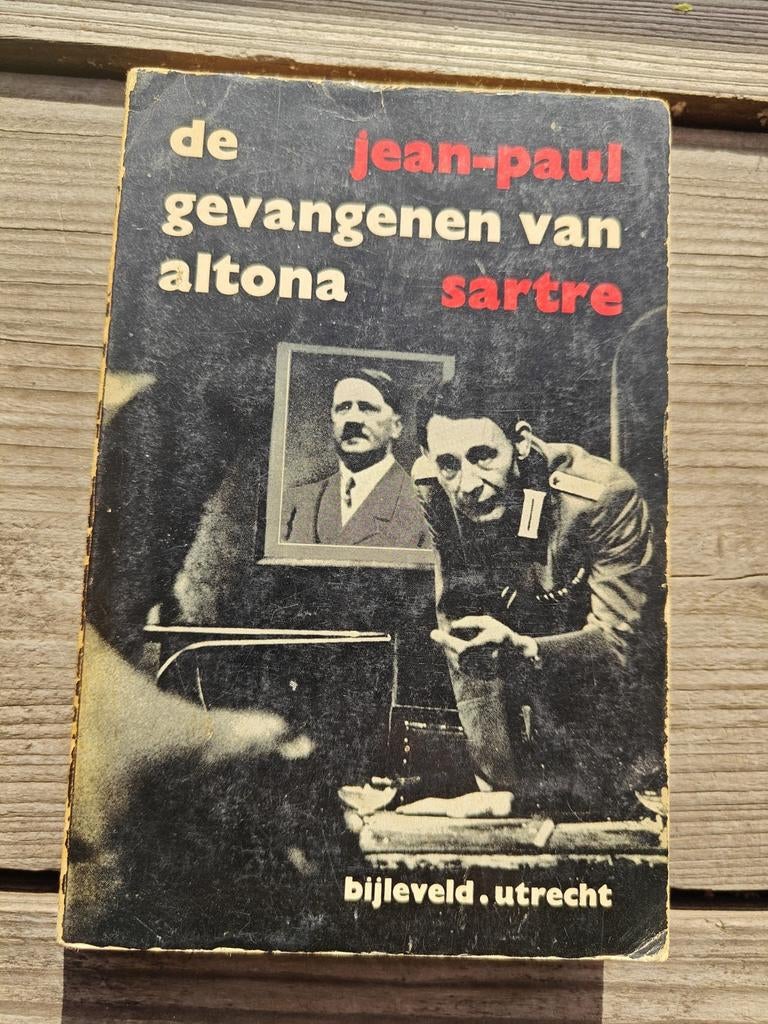 de jean-paul
gevangenen van
altona sartre
bijleveld.utrecht